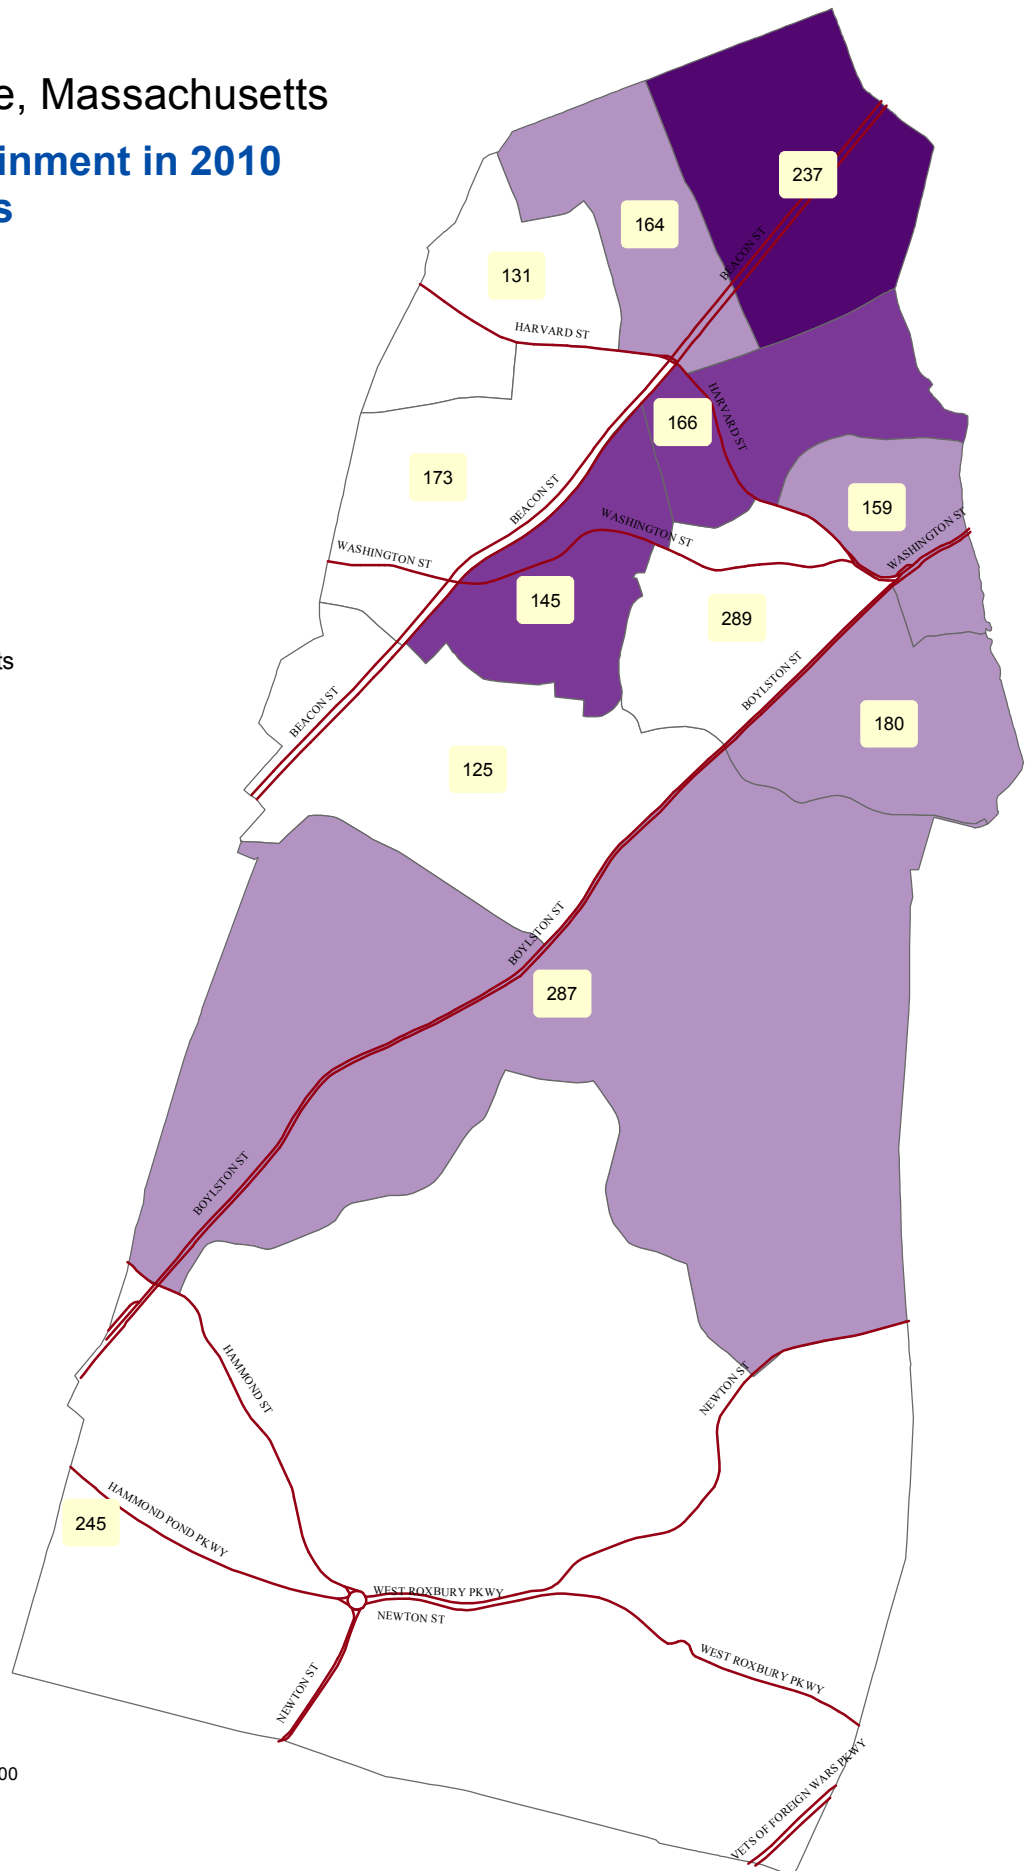 e, Massachusetts
inment in 2010
s
237
164
BEACON ST
131
HARVARD ST
HARVARD ST
166
173
BEACON ST
159
WASHINGTON ST
WASHINGTON ST
WASHINGTON ST
145
289
ts
BEACON ST
BOYLSTON ST
180
125
BOYLSTON ST
287
BOYLSTON ST
HAMMOND ST
NEWTON ST
HAMMOND POND PKWY
245
WEST ROXBURY PKWY
NEWTON ST
WEST ROXBURY PKWY
NEWTON ST
VETS OF FOREIGN WARS PKWY
00